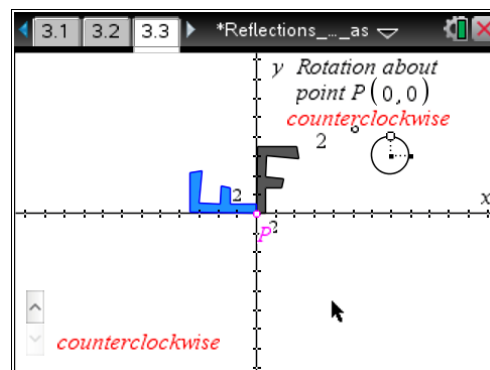 3.1 3.2 3.3 *Reflections_..._as
y Rotation about
point P(0,0)
counterclockwise
2
2
x
P 2
counterclockwise